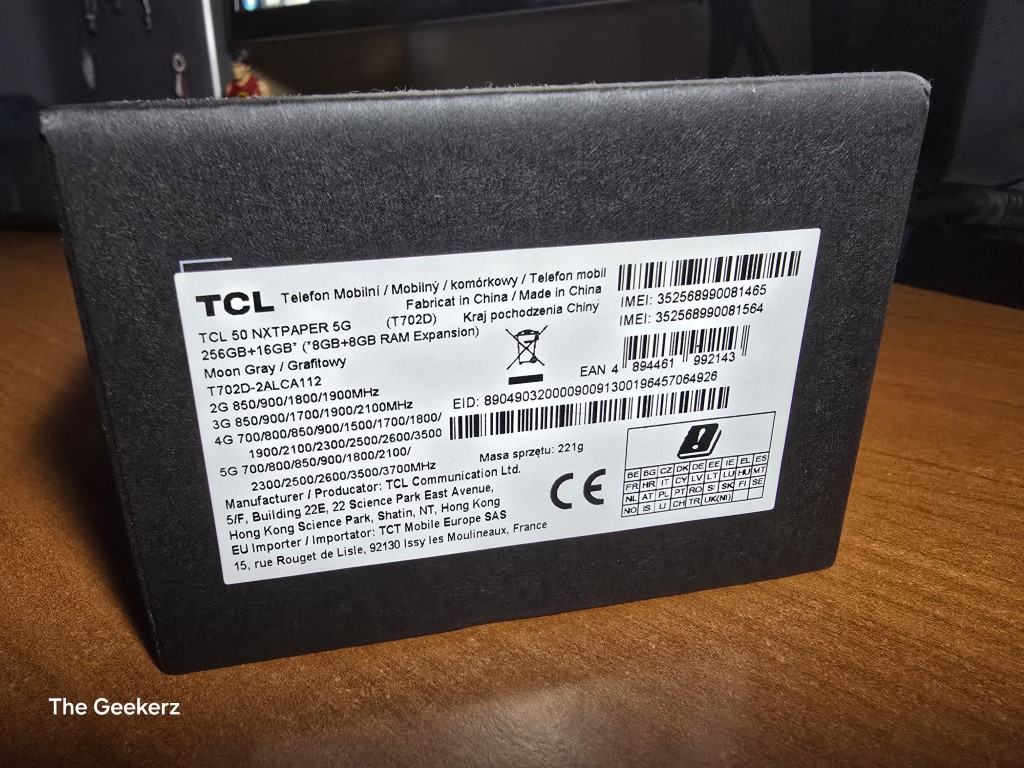 TCL Telefon Mobilní / Mobilný / komórkowy / Telefon mobil
Fabricat in China / Made in China
TCL 50 NXTPAPER 5G (T702D) Kraj pochodzenia Chiny
256GB+16GB* (*8GB+8GB RAM Expansion)
Moon Gray / Grafitowy
T702D-2ALCA112
2G 850/900/1800/1900MHz
3G 850/900/1700/1900/2100MHz
4G 700/800/850/900/1500/1700/1800/
1900/2100/2300/2500/2600/3500
5G 700/800/850/900/1800/2100/
2300/2500/2600/3500/3700MHz
Manufacturer / Producator: TCL Communication Ltd.
5/F, Building 22E, 22 Science Park East Avenue,
Hong Kong Science Park, Shatin, NT, Hong Kong
EU Importer / Importator: TCT Mobile Europe SAS
15, rue Rouget de Lisle, 92130 Issy les Moulineaux, France
IMEI: 352568990081465
IMEI: 352568990081564
EAN 4 894461 992143
EID: 890490320000090091300196457064926
Masa sprzętu: 221g
CE
BE BG CZ DK DE EE IE EL ES
FR HR IT CY LV LT LU HU MT
NL AT PL PT RO SI SK FI SE
NO IS LI CH TR UK(NI)
The Geekerz